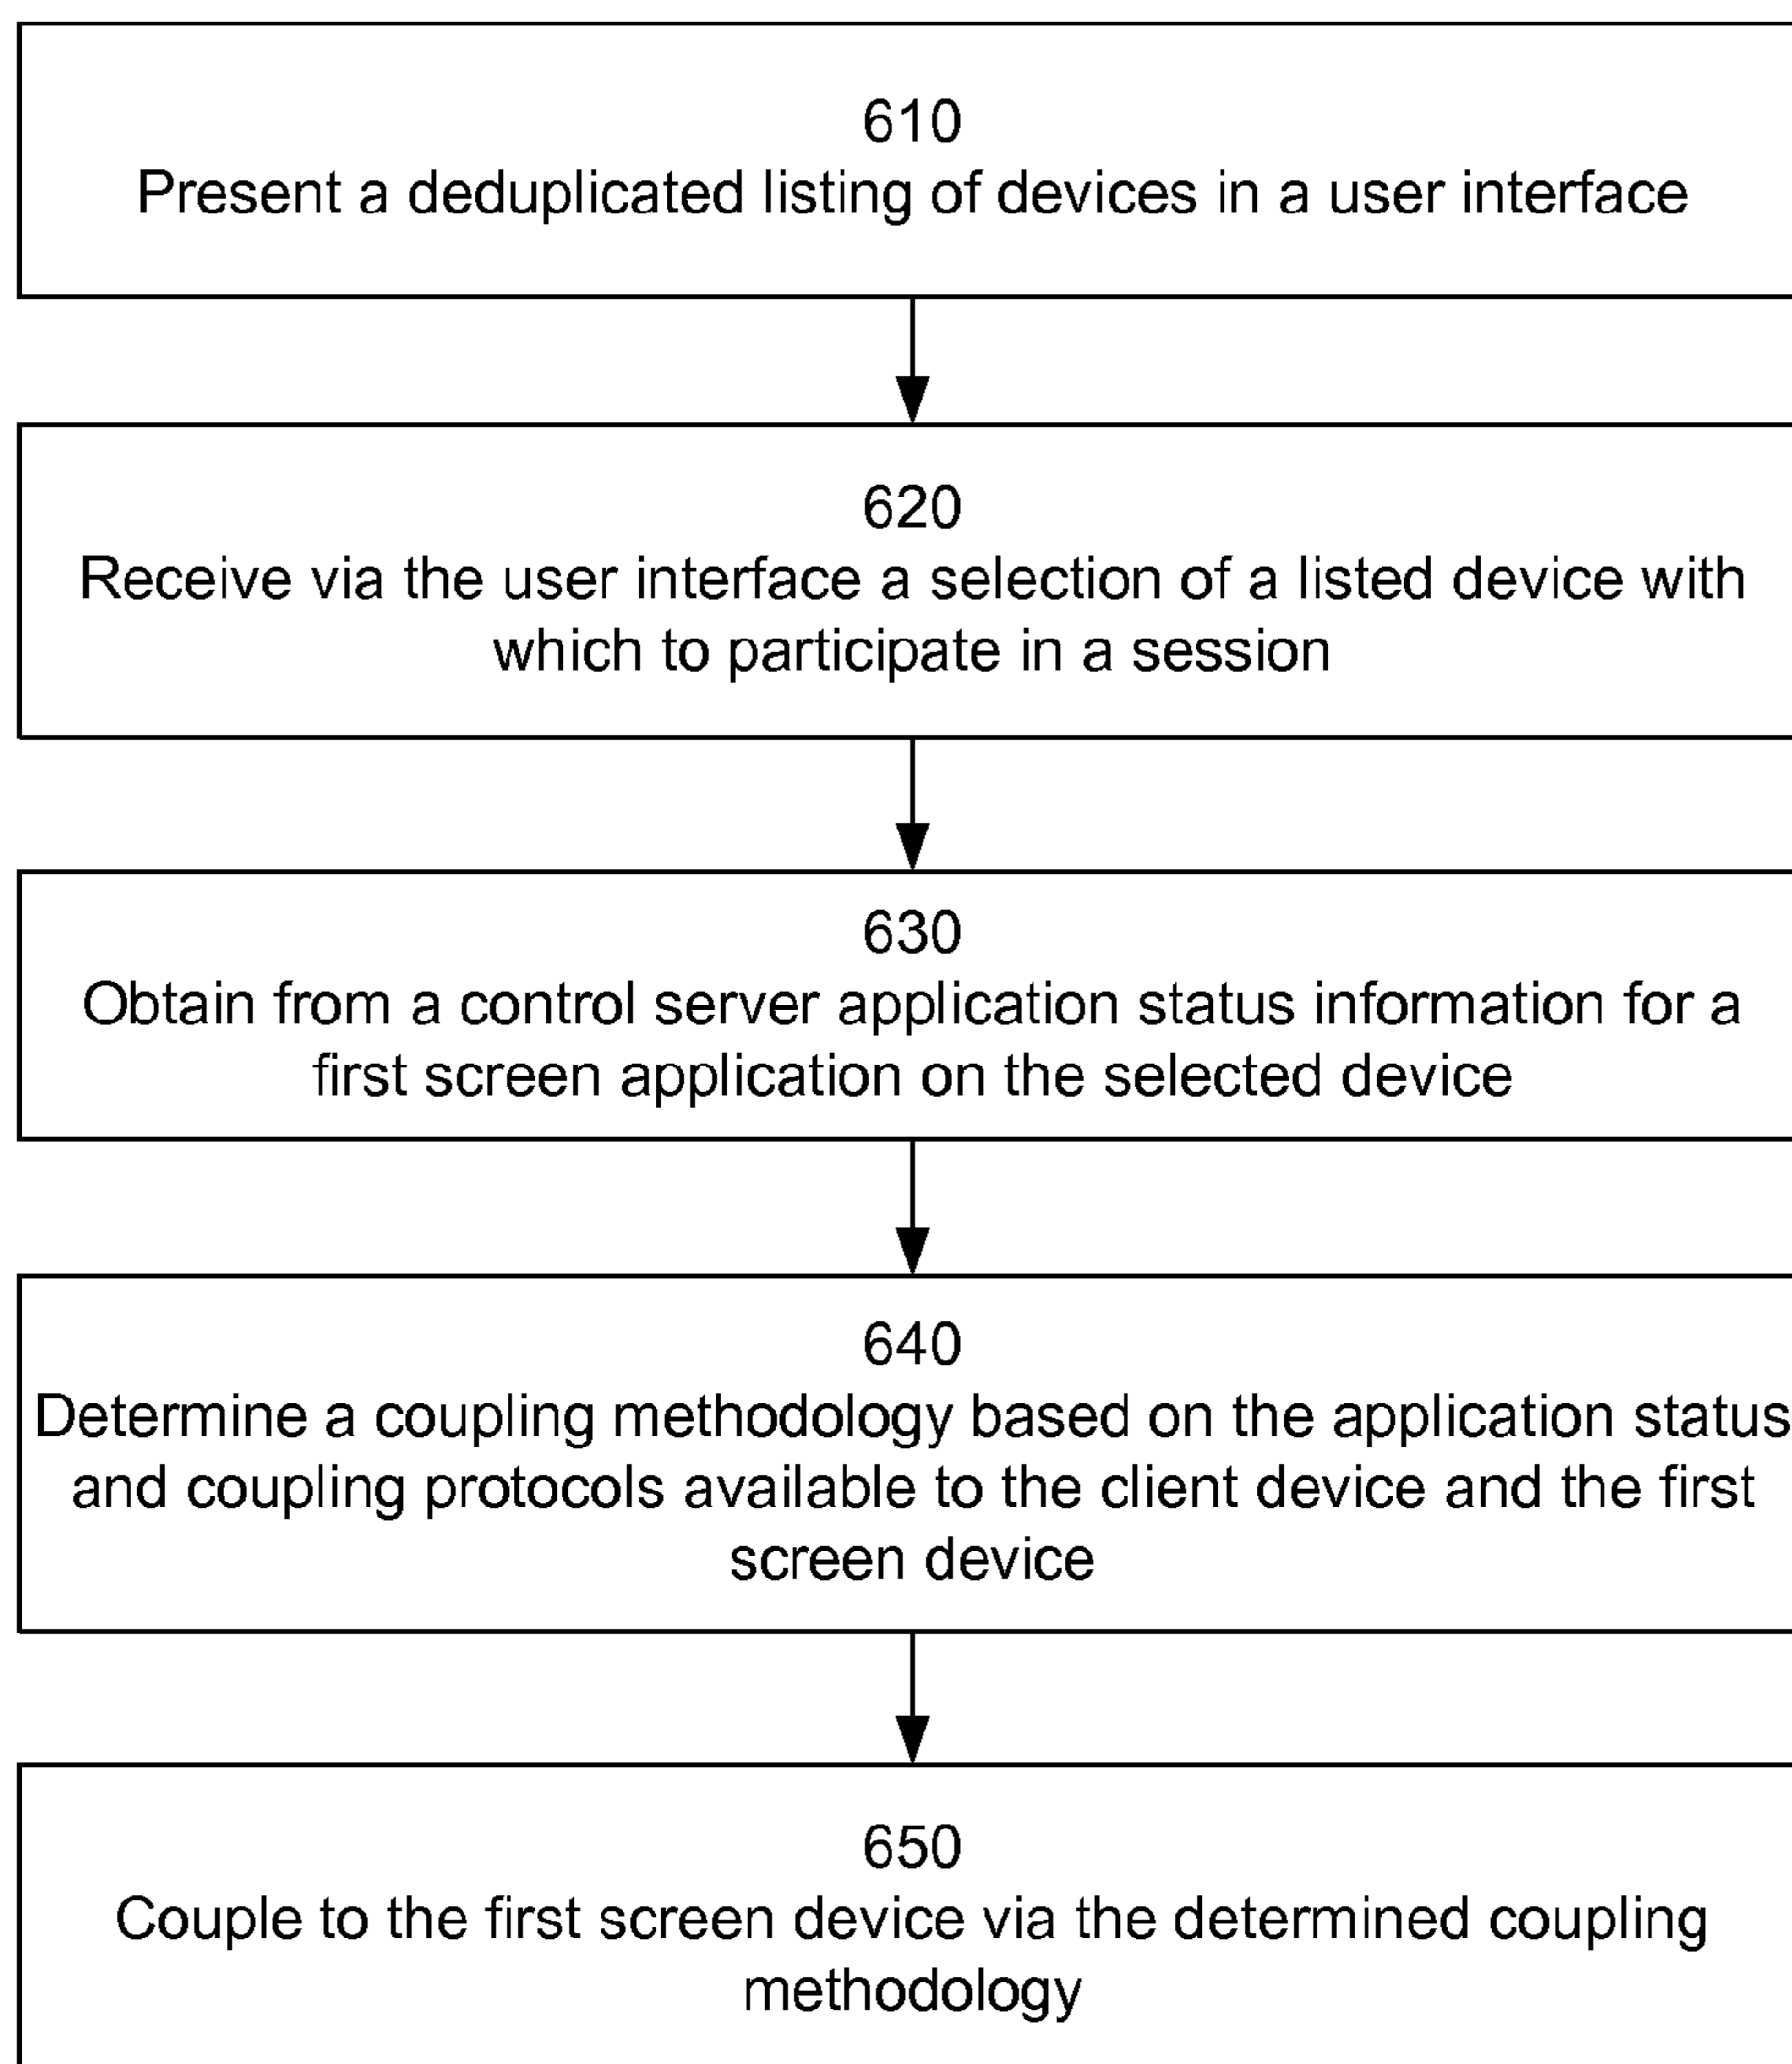 610
Present a deduplicated listing of devices in a user interface
620
Receive via the user interface a selection of a listed device with
which to participate in a session
630
Obtain from a control server application status information for a
first screen application on the selected device
640
Determine a coupling methodology based on the application status
and coupling protocols available to the client device and the first
screen device
650
Couple to the first screen device via the determined coupling
methodology